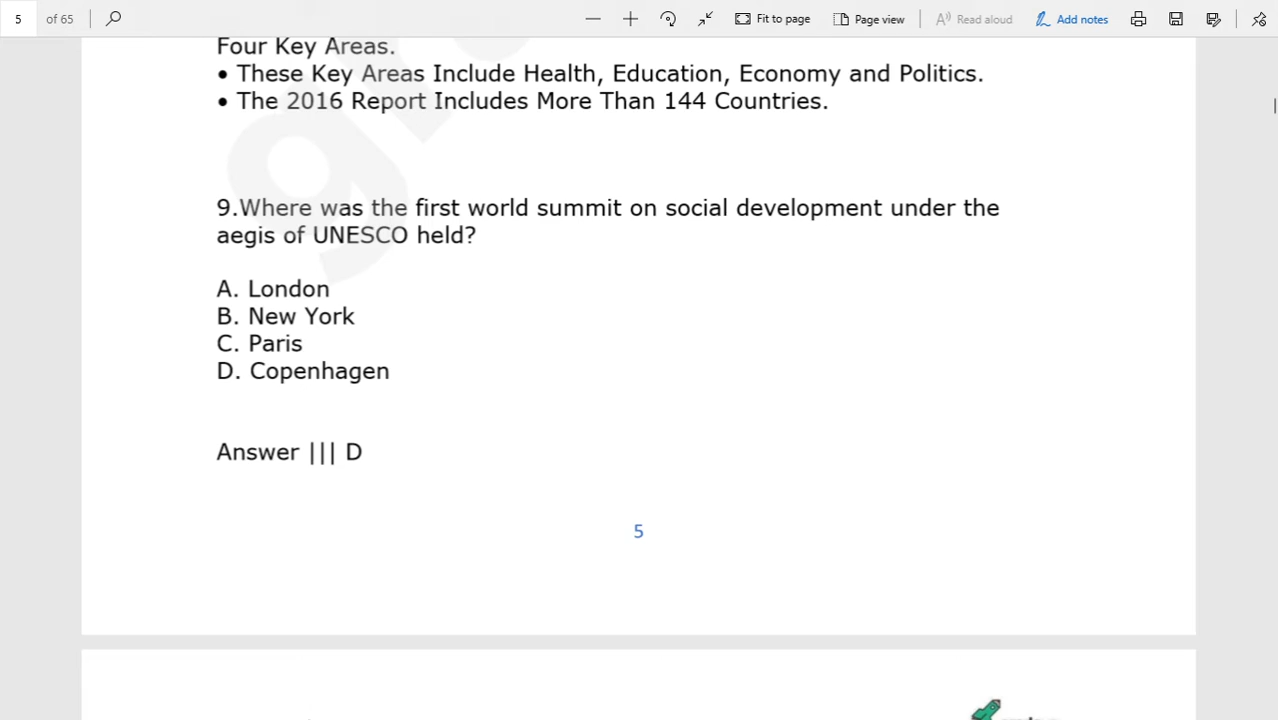 5 of 65 Fit to page Page view Read aloud Add notes
Four Key Areas.
• These Key Areas Include Health, Education, Economy and Politics.
• The 2016 Report Includes More Than 144 Countries.
9.Where was the first world summit on social development under the
aegis of UNESCO held?
A. London
B. New York
C. Paris
D. Copenhagen
Answer ||| D
5